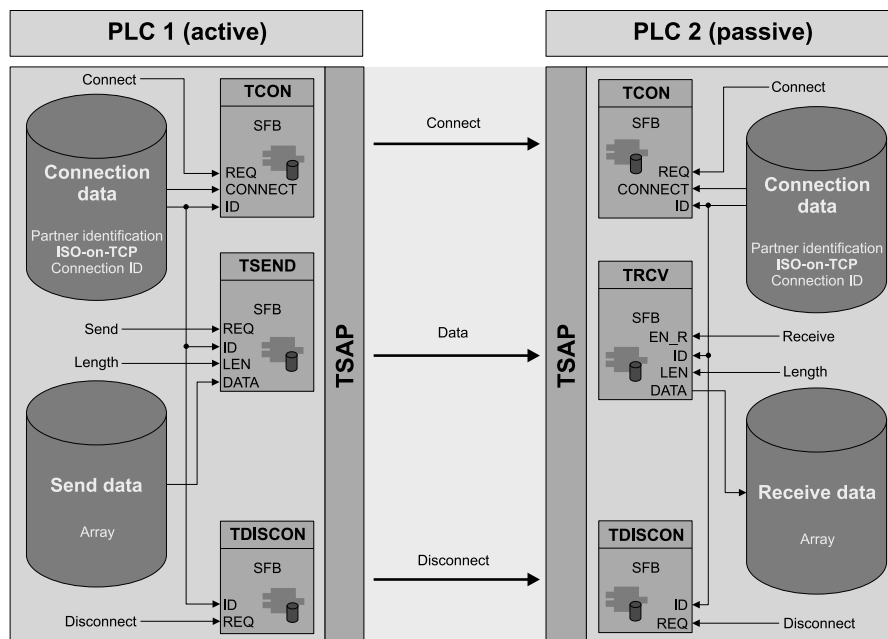 PLC 1 (active)
PLC 2 (passive)
Connect
TCON
SFB
REQ
CONNECT
ID
Connection
data
Partner identification
ISO-on-TCP
Connection ID
TSEND
SFB
Send
REQ
ID
Length
LEN
DATA
Send data
Array
TDISCON
SFB
ID
Disconnect
REQ
TSAP
Connect
Data
Disconnect
TSAP
TCON
Connect
SFB
REQ
CONNECT
ID
Connection
data
Partner identification
ISO-on-TCP
Connection ID
TRCV
SFB
EN_R
Receive
ID
LEN
Length
DATA
Receive data
Array
TDISCON
SFB
ID
REQ
Disconnect